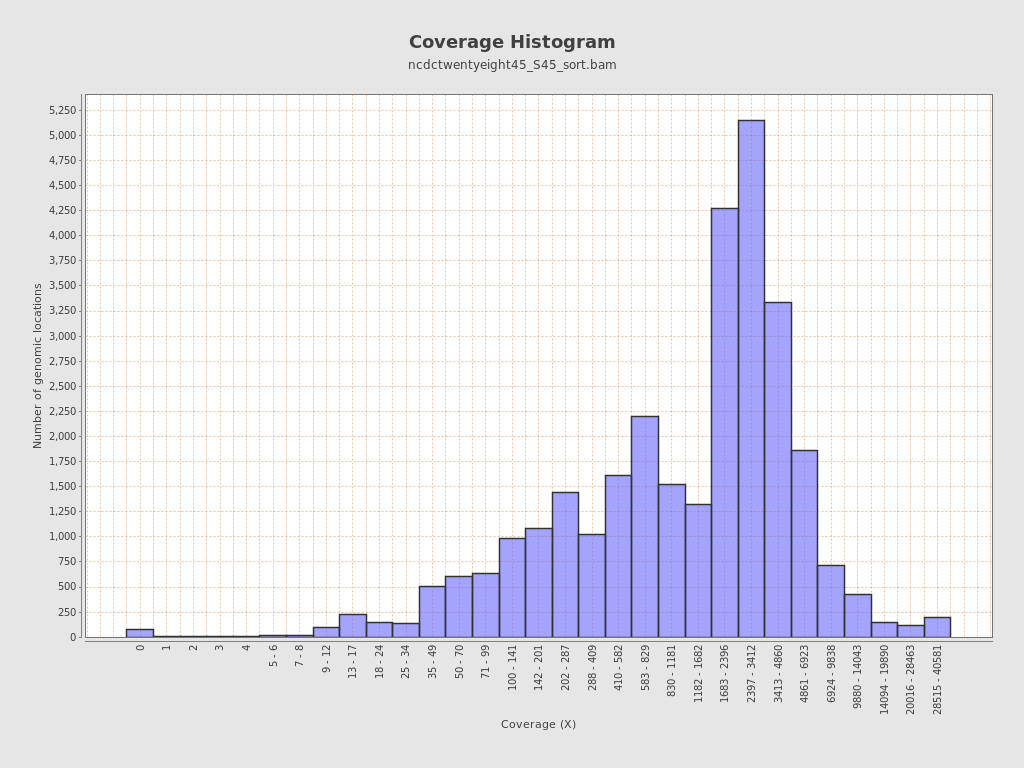 Coverage Histogram
ncdctwentyeight45_S45_sort.bam
5,250
5,000
4,750
4,500
4,250
4,000
3,750
3,500
3,250
3,000
2,750
2,500
2,250
2,000
1,750
1,500
1,250
1,000
750
500
250
0
Number of genomic locations
0
1
2
3
4
5 - 6
7 - 8
9 - 12
13 - 17
18 - 24
25 - 34
35 - 49
50 - 70
71 - 99
100 - 141
142 - 201
202 - 287
288 - 409
410 - 582
583 - 829
830 - 1181
1182 - 1682
1683 - 2396
2397 - 3412
3413 - 4860
4861 - 6923
6924 - 9838
9880 - 14043
14094 - 19890
20016 - 28463
28515 - 40581
Coverage (X)